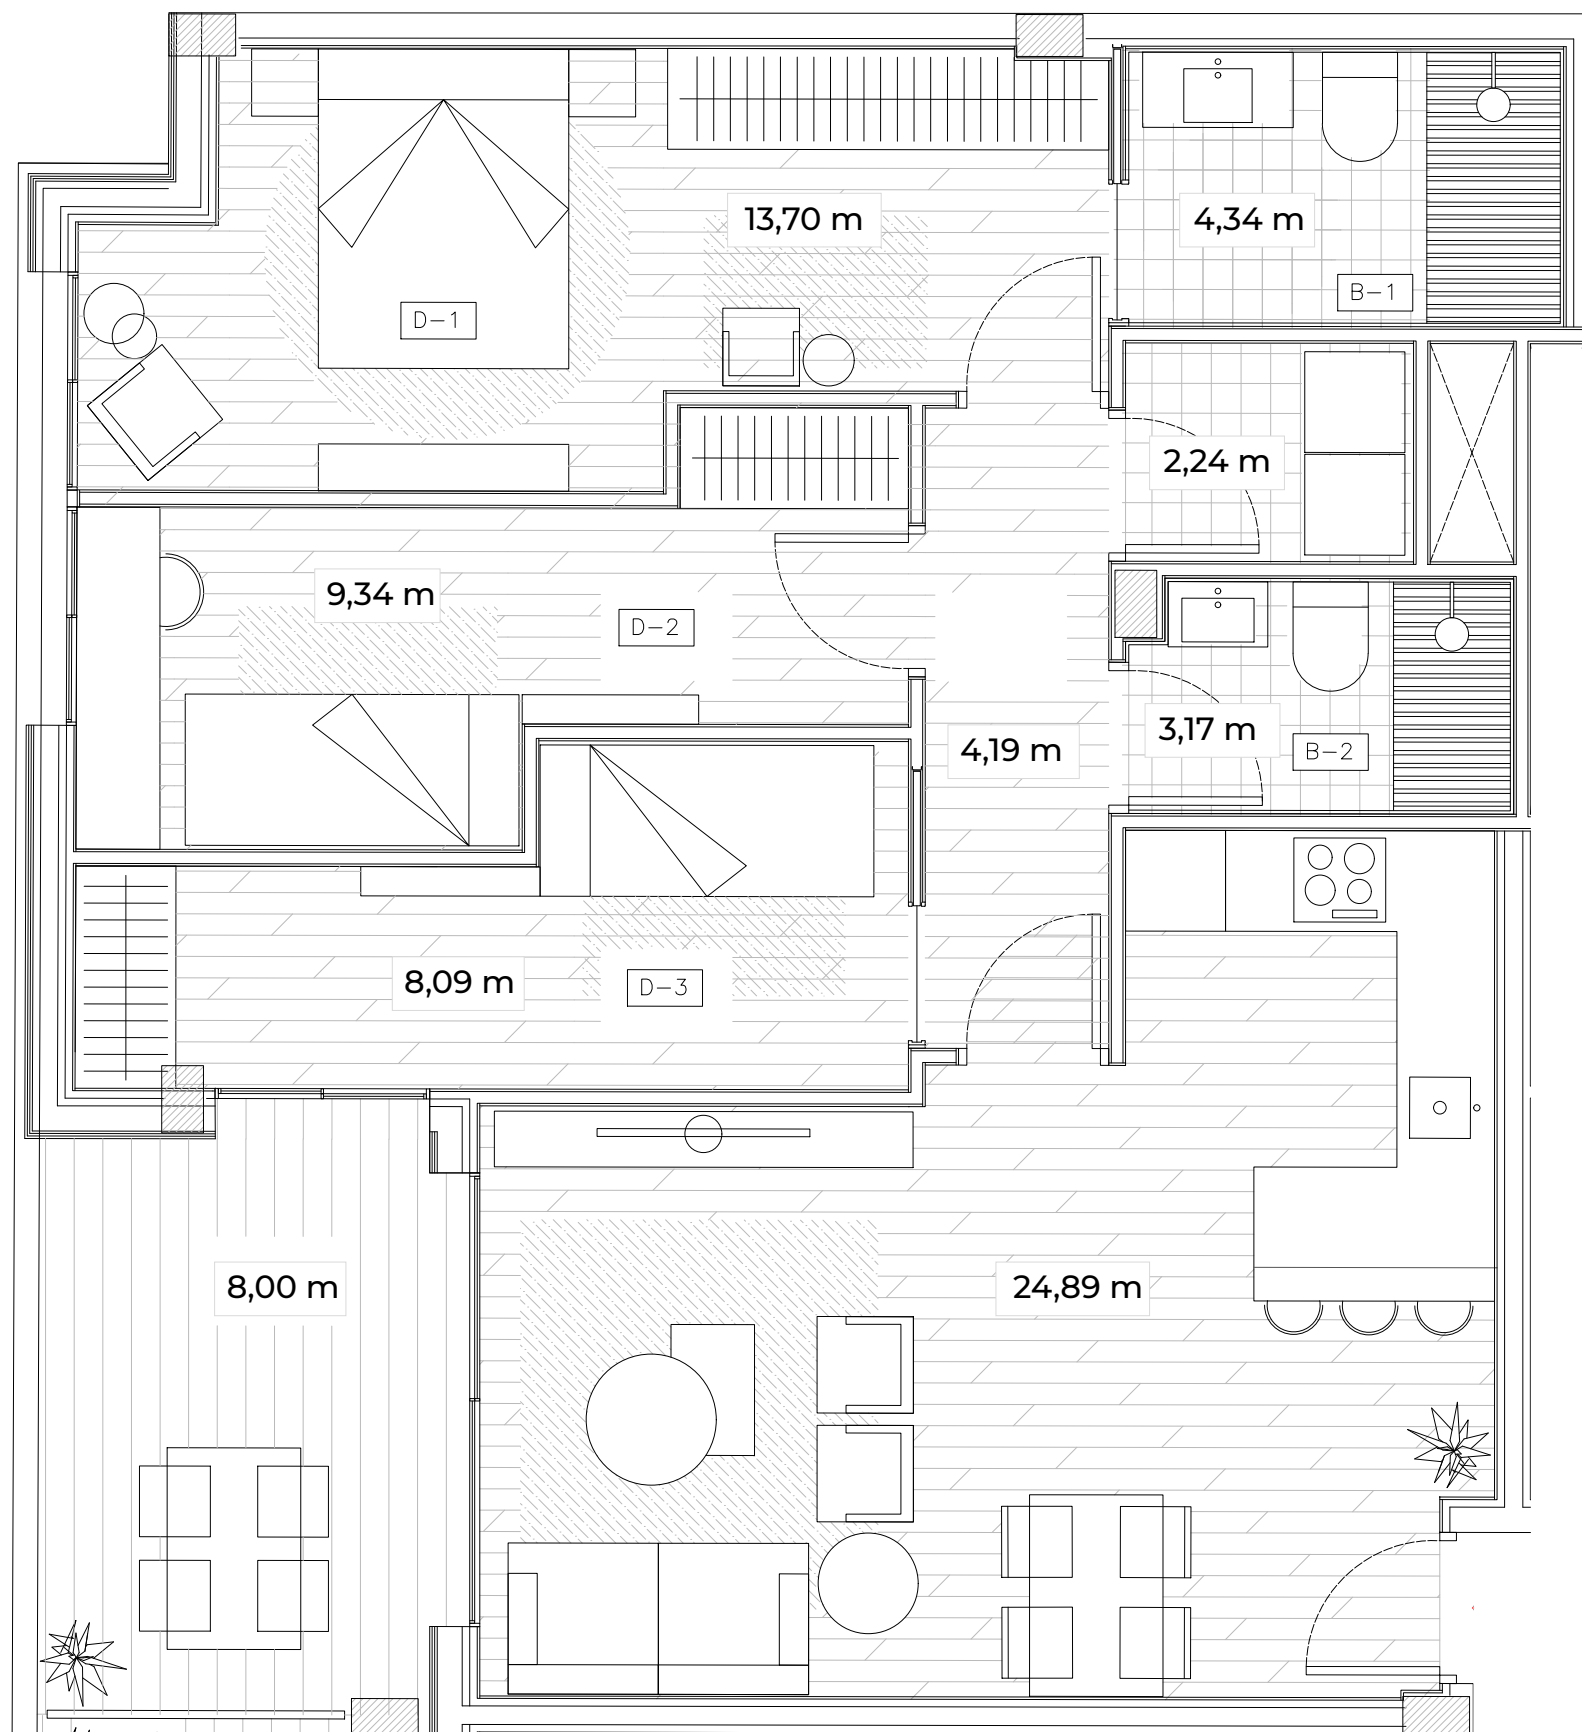 13,70 m
4,34 m
B-1
D-1
2,24 m
9,34 m
D-2
3,17 m
4,19 m
B-2
8,09 m
D-3
8,00 m
24,89 m